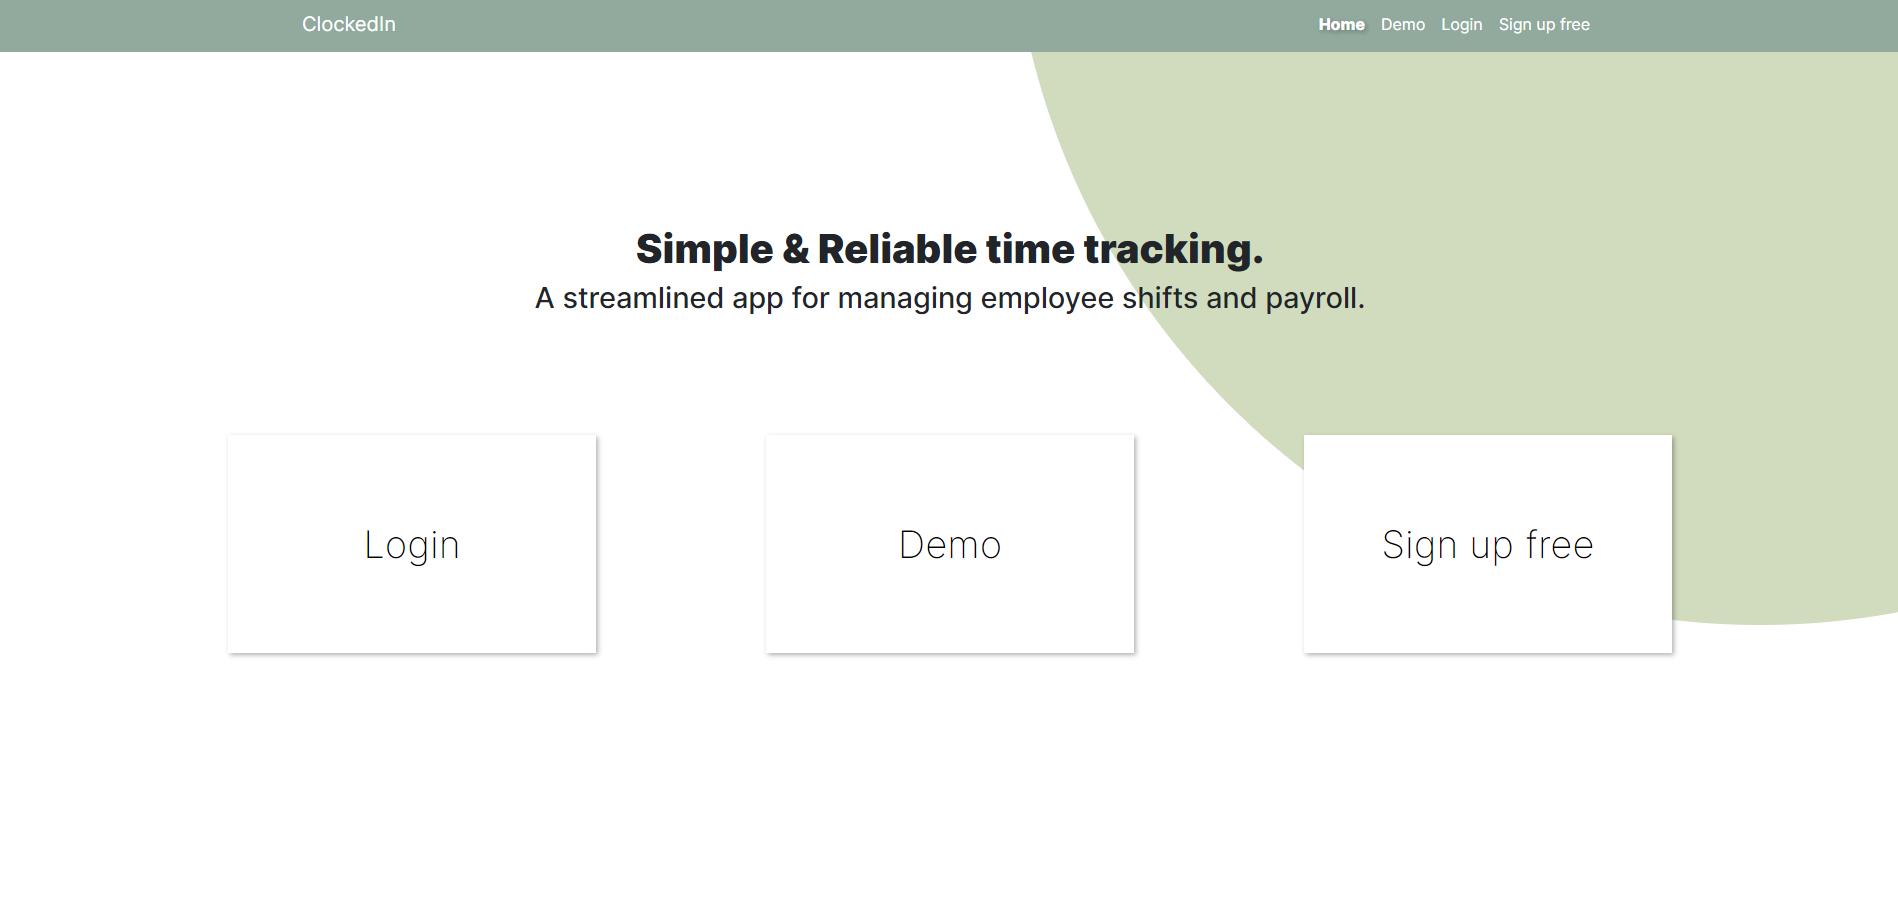 ClockedIn
Home Demo Login Sign up free
Simple & Reliable time tracking.
A streamlined app for managing employee shifts and payroll.
Login
Demo
Sign up free